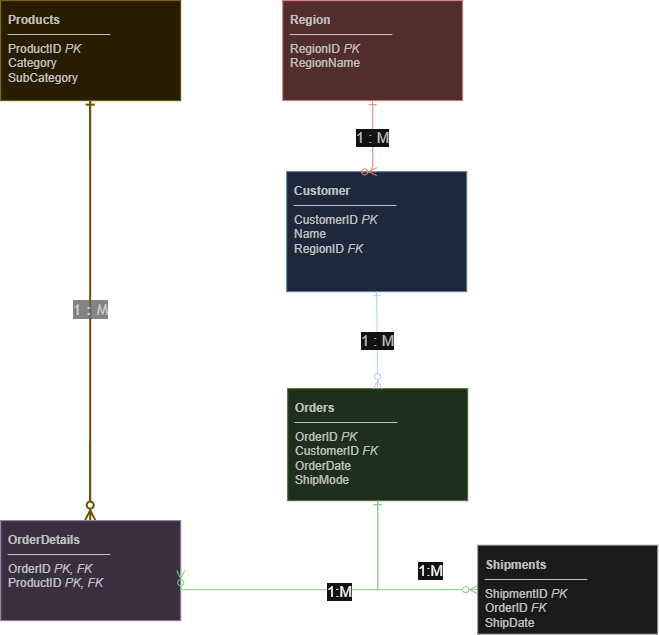 Products
ProductID PK
Category
SubCategory
Region
RegionID PK
RegionName
1 : M
Customer
CustomerID PK
Name
RegionID FK
1 : M
1 : M
Orders
OrderID PK
CustomerID FK
OrderDate
ShipMode
OrderDetails
OrderID PK, FK
ProductID PK, FK
1:M
1:M
Shipments
ShipmentID PK
OrderID FK
ShipDate